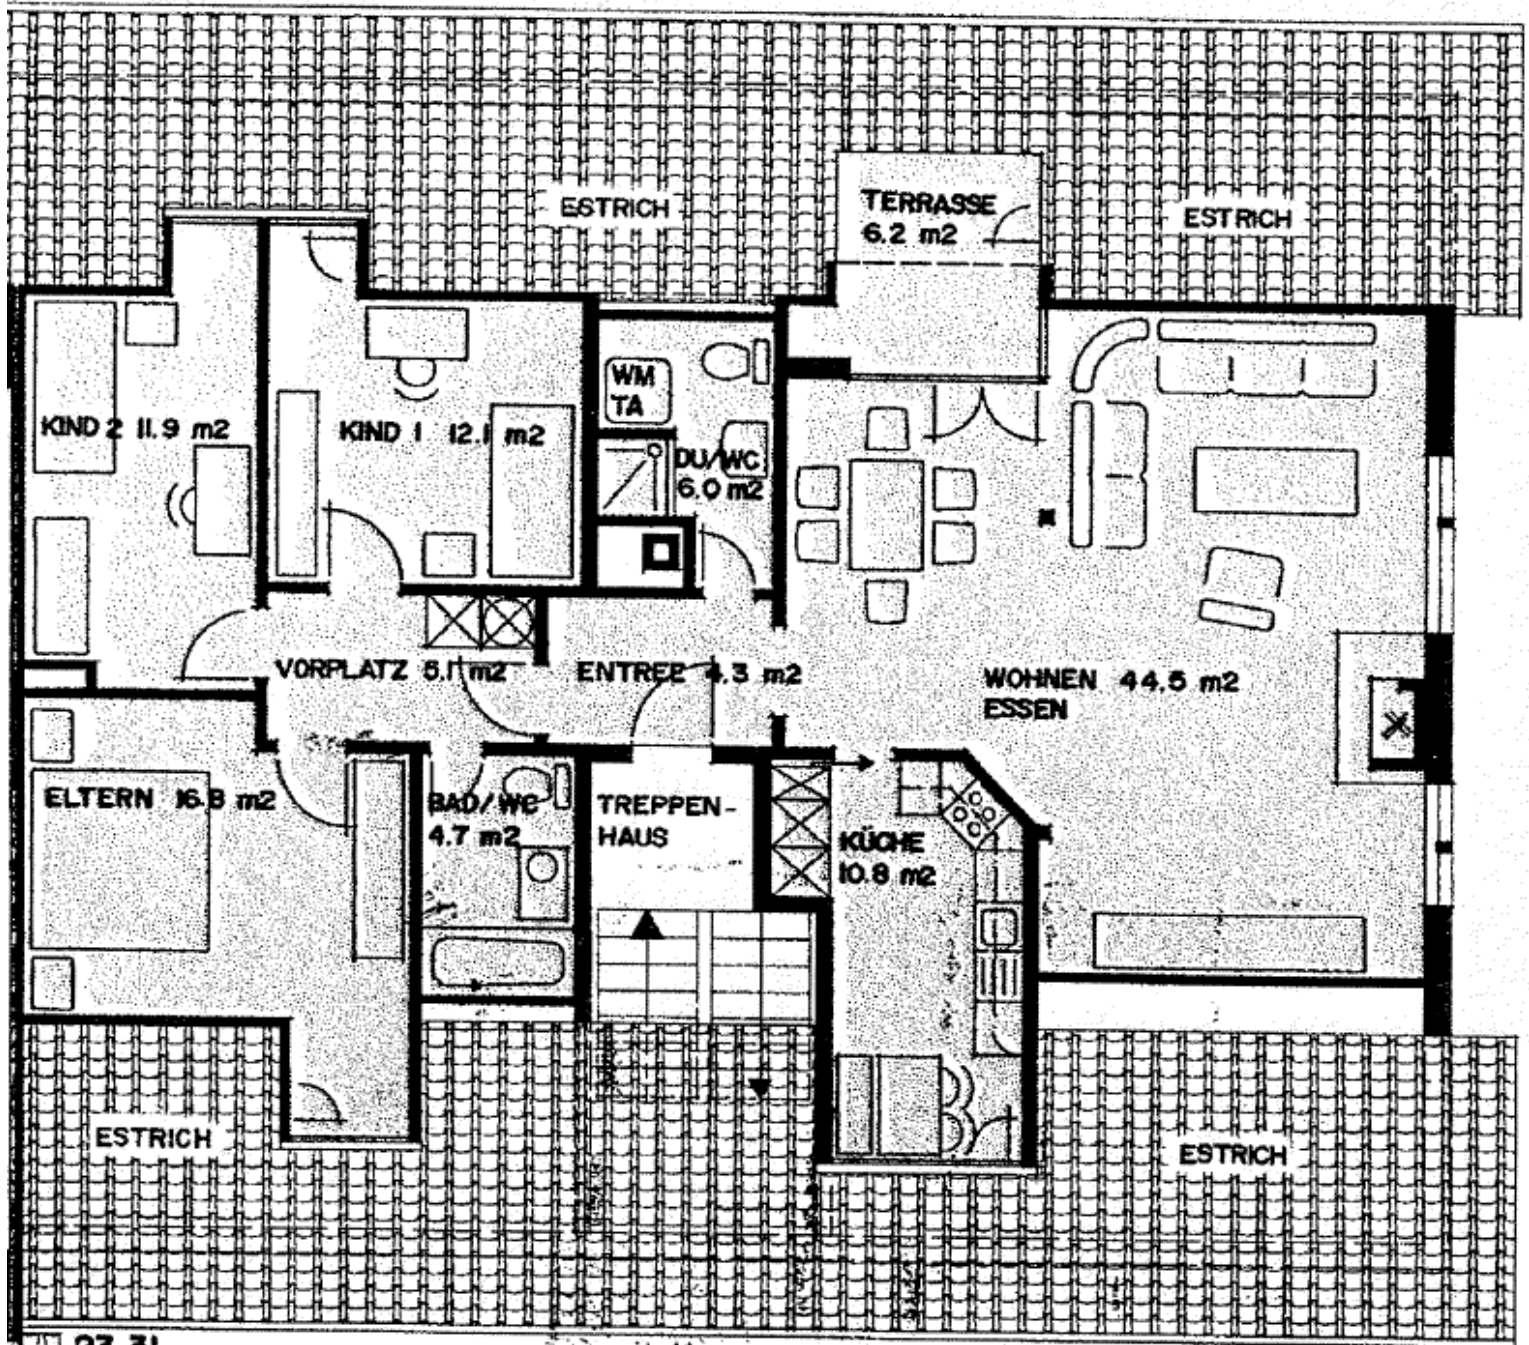 ESTRICH
TERRASSE
6.2 m2
ESTRICH
WM
TA
KIND 2 11.9 m2
KIND 1 12.1 m2
DU/WC
6.0 m2
VORPLATZ 5.1 m2
ENTREE 4.3 m2
WOHNEN 44.5 m2
ESSEN
ELTERN 16.8 m2
BAD/WC
4.7 m2
TREPPEN-
HAUS
KÜCHE
10.8 m2
ESTRICH
ESTRICH